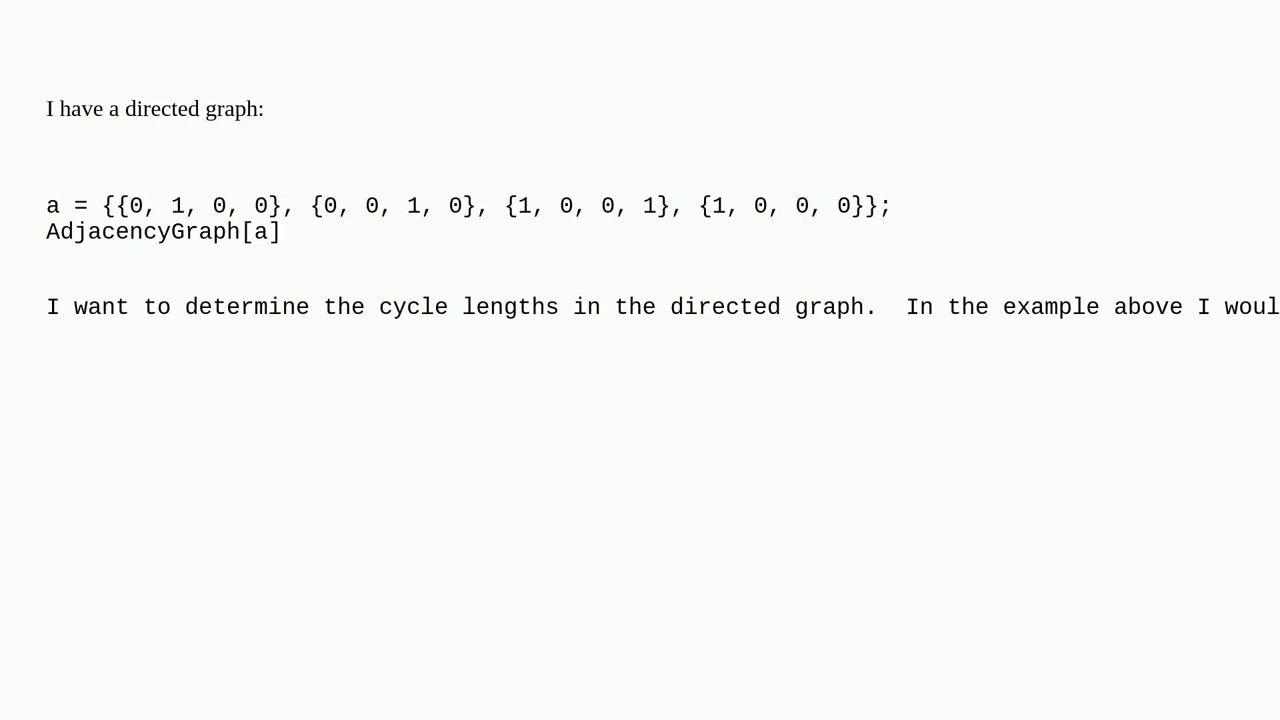 I have a directed graph:
a = {{0, 1, 0, 0}, {0, 0, 1, 0}, {1, 0, 0, 1}, {1, 0, 0, 0}};
AdjacencyGraph[a]
I want to determine the cycle lengths in the directed graph.  In the example above I woul